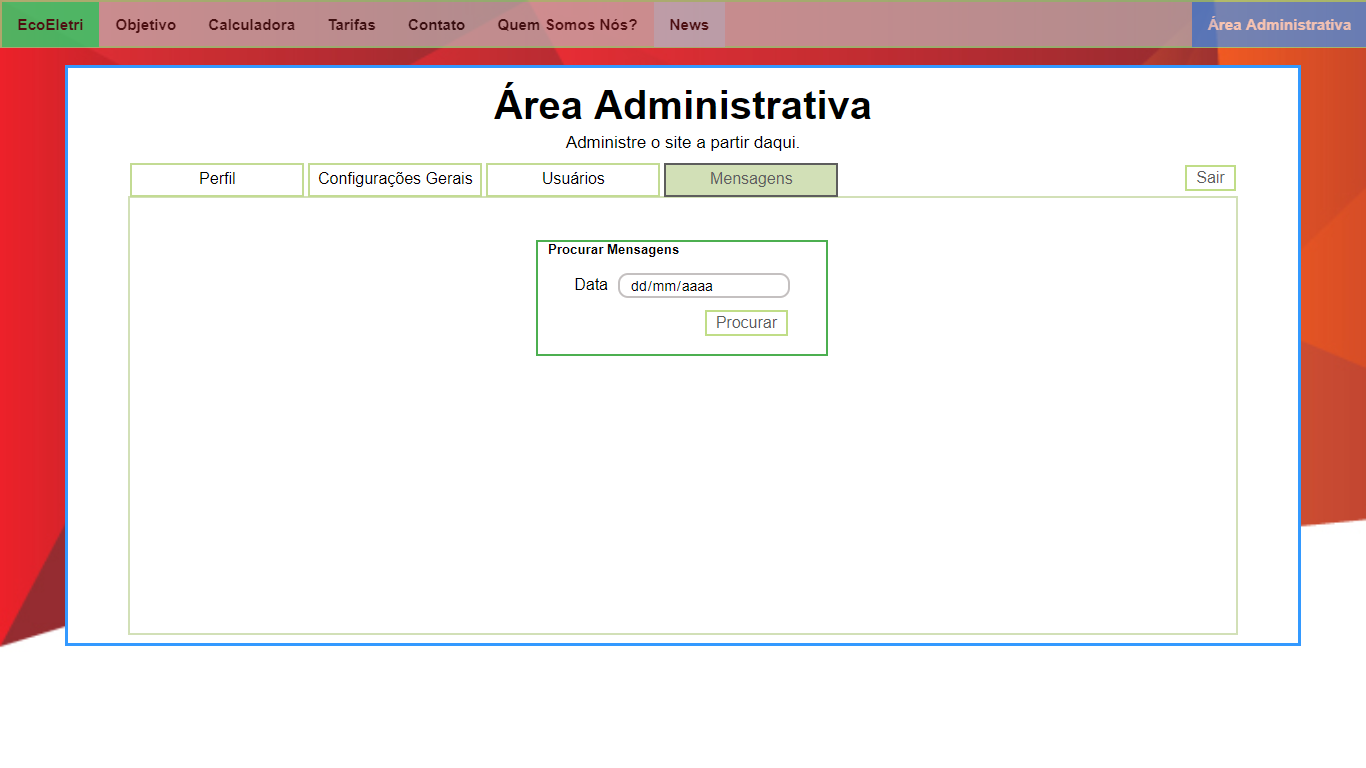 EcoEletri Objetivo Calculadora Tarifas Contato Quem Somos Nós? News Área Administrativa
Área Administrativa
Administre o site a partir daqui.
Perfil Configurações Gerais Usuários Mensagens Sair
Procurar Mensagens
Data dd/mm/aaaa
Procurar